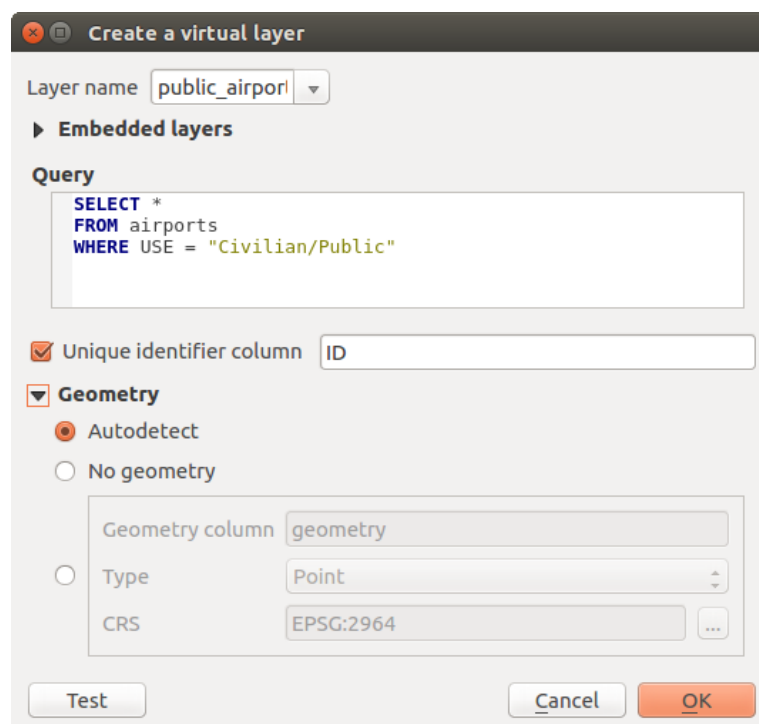 Create a virtual layer
Layer name public_airport
Embedded layers
Query
SELECT *
FROM airports
WHERE USE = "Civilian/Public"
Unique identifier column ID
Geometry
Autodetect
No geometry
Geometry column geometry
Type Point
CRS EPSG:2964 ...
Test Cancel OK